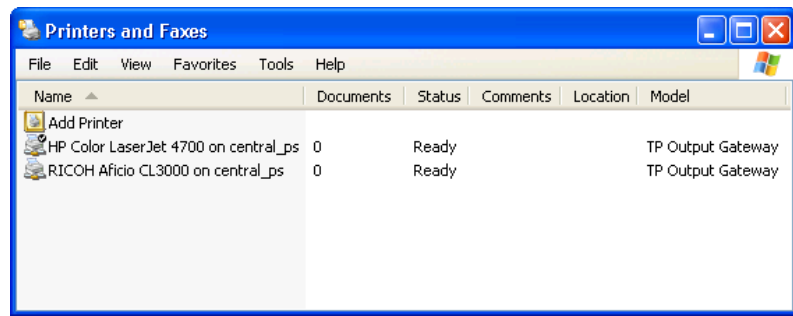 Printers and Faxes
File Edit View Favorites Tools Help
Name Documents Status Comments Location Model
Add Printer
HP Color LaserJet 4700 on central_ps 0 Ready TP Output Gateway
RICOH Aficio CL3000 on central_ps 0 Ready TP Output Gateway